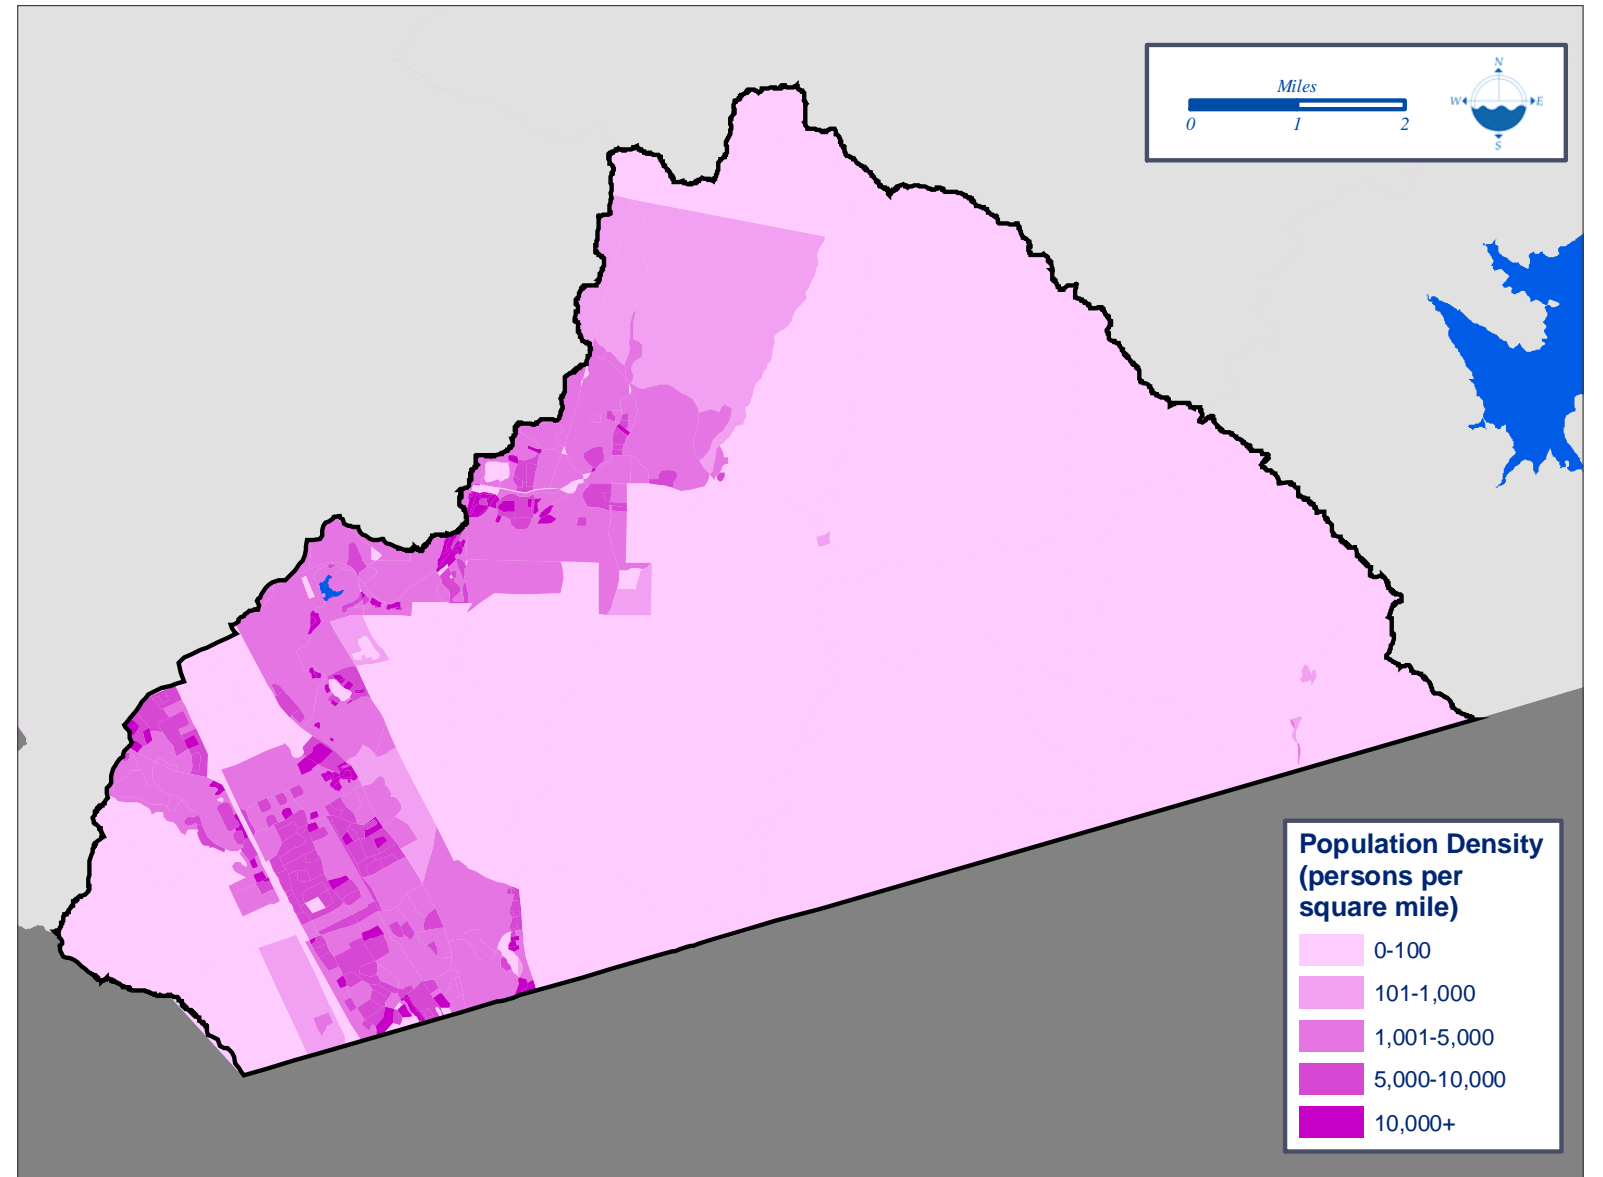 N
Miles
W E
0 1 2
S
Population Density
(persons per
square mile)
0-100
101-1,000
1,001-5,000
5,000-10,000
10,000+